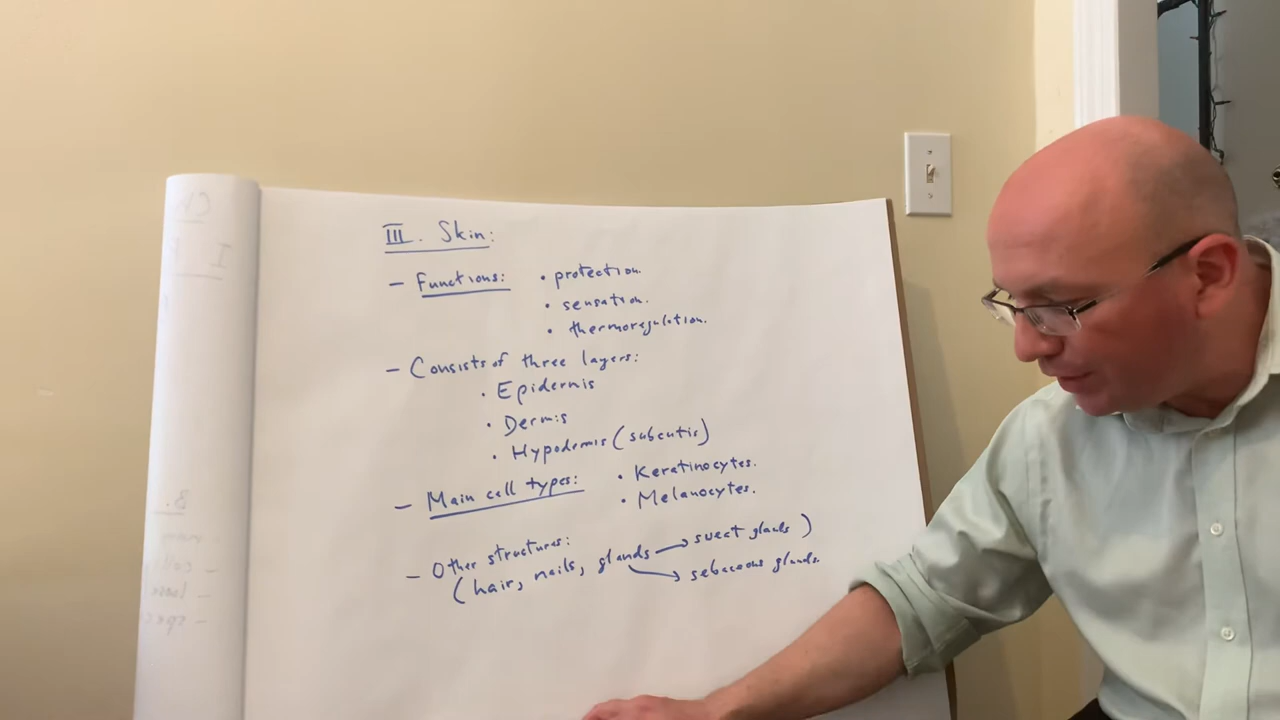 III. Skin:
- Functions: • protection.
• sensation.
• thermoregulation.
- Consists of three layers:
• Epidermis
• Dermis
• Hypodermis (subcutis)
- Main cell types: • Keratinocytes.
• Melanocytes.
- Other structures:
(hair, nails, glands → sweat glands)
→ sebaceous glands.